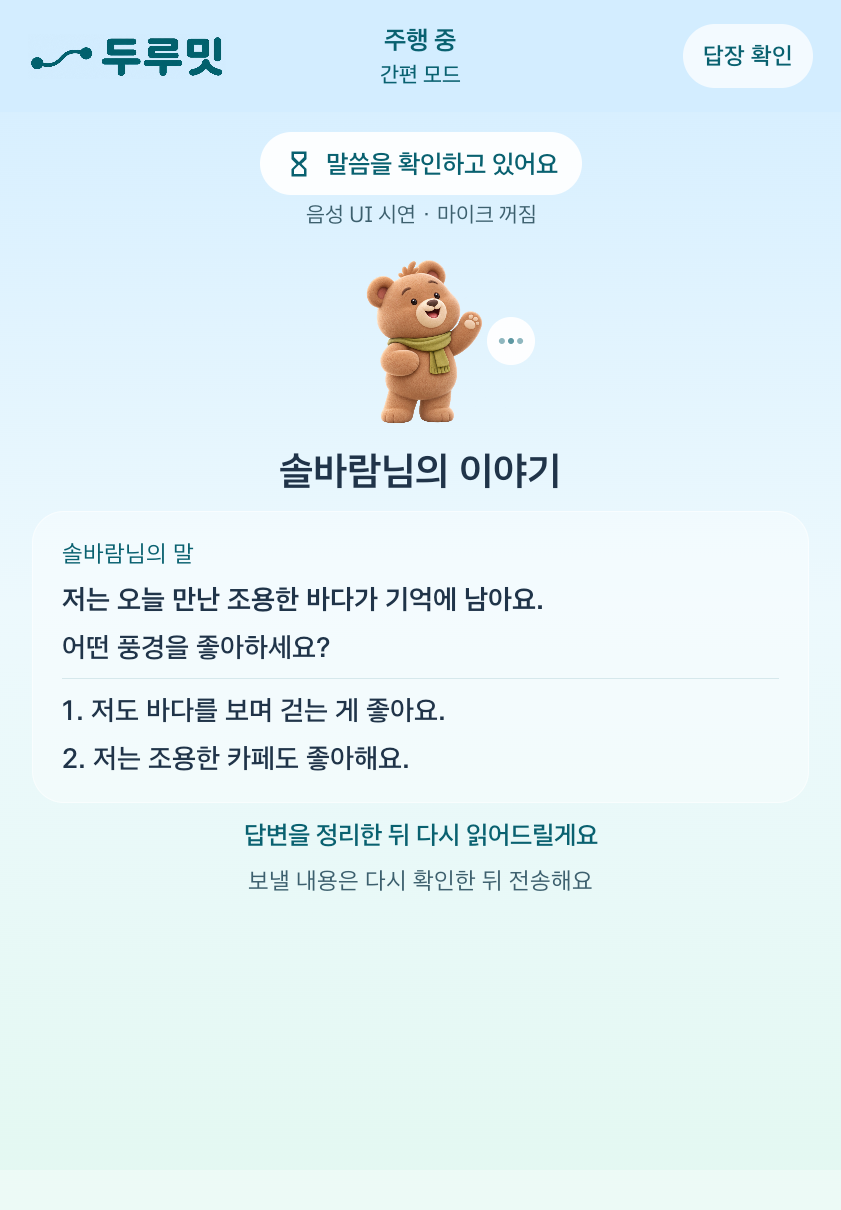 두루밋
주행 중
간편 모드
답장 확인
말씀을 확인하고 있어요
음성 UI 시연 · 마이크 꺼짐
솔바람님의 이야기
솔바람님의 말
저는 오늘 만난 조용한 바다가 기억에 남아요.
어떤 풍경을 좋아하세요?
1. 저도 바다를 보며 걷는 게 좋아요.
2. 저는 조용한 카페도 좋아해요.
답변을 정리한 뒤 다시 읽어드릴게요
보낼 내용은 다시 확인한 뒤 전송해요